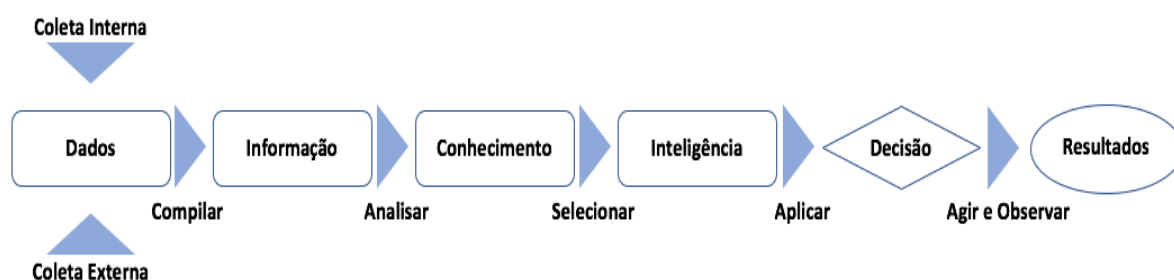 Coleta Interna
Dados
Informação
Conhecimento
Inteligência
Decisão
Resultados
Compilar
Analisar
Selecionar
Aplicar
Agir e Observar
Coleta Externa